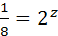 1/8 = 2^z